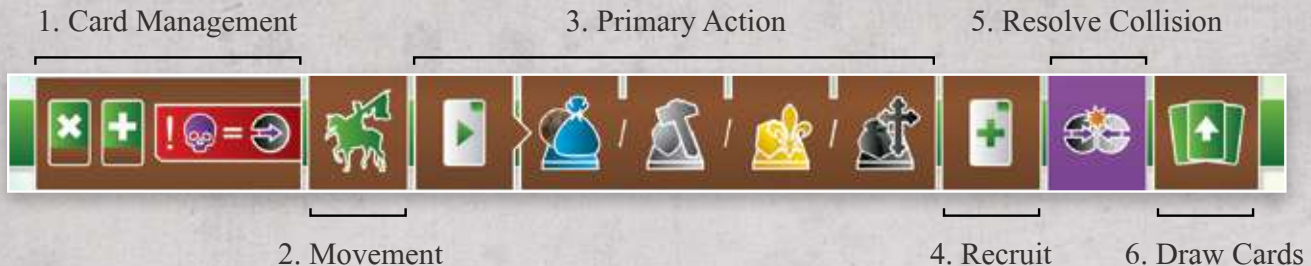 1. Card Management
3. Primary Action
5. Resolve Collision
2. Movement
4. Recruit
6. Draw Cards